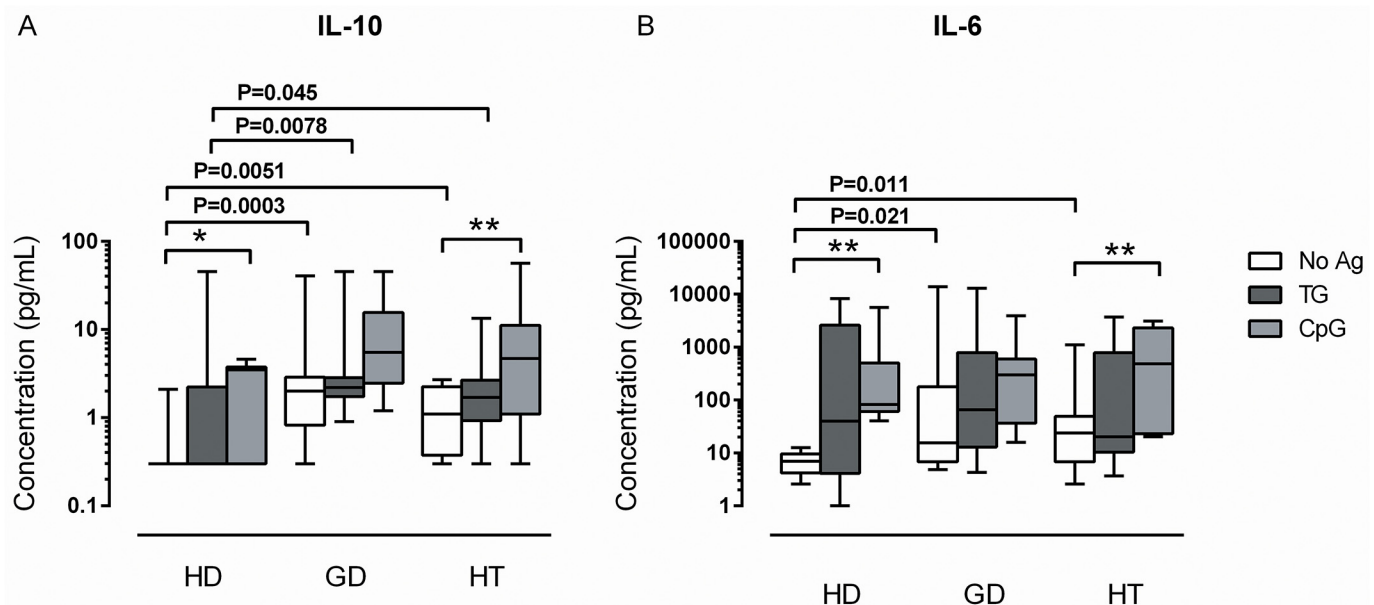 A
IL-10
P=0.045
P=0.0078
P=0.0051
P=0.0003
*
**
Concentration (pg/mL)
100
10
1
0.1
HD
GD
HT
B
IL-6
P=0.011
P=0.021
**
**
Concentration (pg/mL)
100000
10000
1000
100
10
1
HD
GD
HT
No Ag
TG
CpG